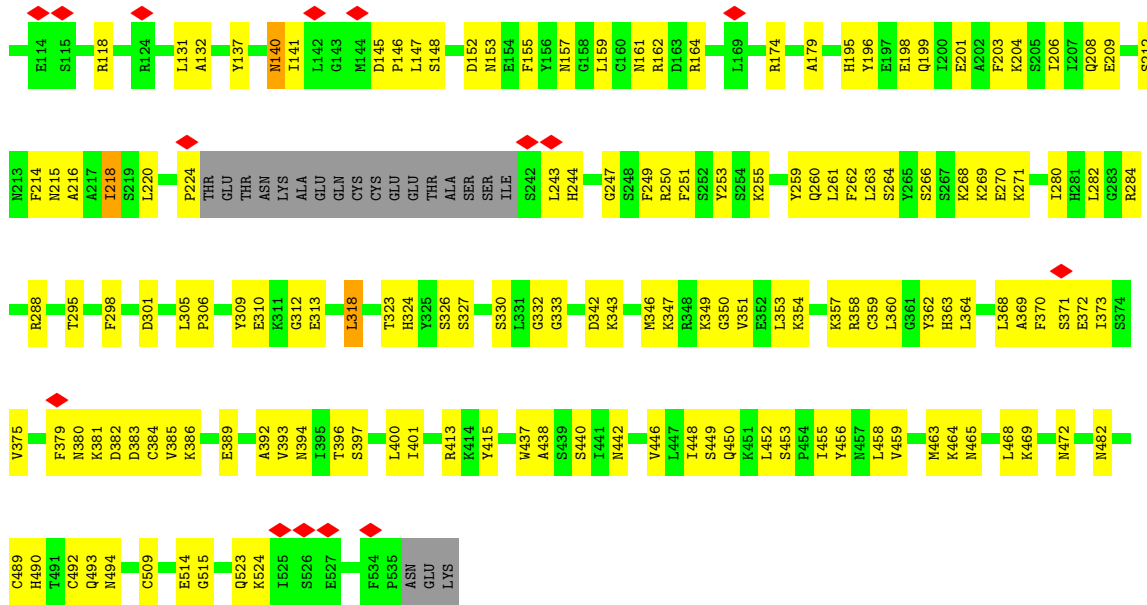 E114 S115 R118 R124 L131 A132 Y137 N140 I141 L142 G143 M144 D145 P146 L147 S148 D152 N153 E154 F155 Y156 N157 G158 L159 C160 N161 R162 D163 R164 L169 R174 A179 H195 Y196 E197 E198 Q199 I200 E201 A202 F203 K204 S205 I206 I207 Q208 E209 S212
N213 F214 N215 A216 A217 I218 S219 L220 P224 THR GLU THR ASN LYS ALA GLU GLN CYS CYS GLU GLU THR ALA SER SER ILE S242 L243 H244 G247 S248 F249 R250 F251 S252 Y253 S254 K255 Y259 Q260 L261 F262 L263 S264 Y265 S266 S267 K268 K269 E270 K271 I280 H281 L282 G283 R284
R288 T295 F298 D301 L305 P306 Y309 E310 K311 G312 E313 L318 T323 H324 Y325 S326 S327 S330 L331 G332 G333 D342 K343 M346 K347 R348 K349 G350 V351 E352 L353 K354 K357 R358 C359 L360 G361 Y362 H363 L364 L368 A369 F370 S371 E372 I373 S374
V375 F379 N380 K381 D382 D383 C384 V385 K386 E389 A392 V393 N394 I395 T396 S397 L400 I401 R413 K414 Y415 W437 A438 S439 S440 I441 N442 V446 L447 I448 S449 Q450 K451 L452 S453 P454 I455 Y456 N457 L458 V459 M463 K464 N465 L468 K469 N472 N482
C489 H490 T491 C492 Q493 N494 C509 E514 G515 Q523 K524 I525 S526 E527 F534 P535 ASN GLU LYS